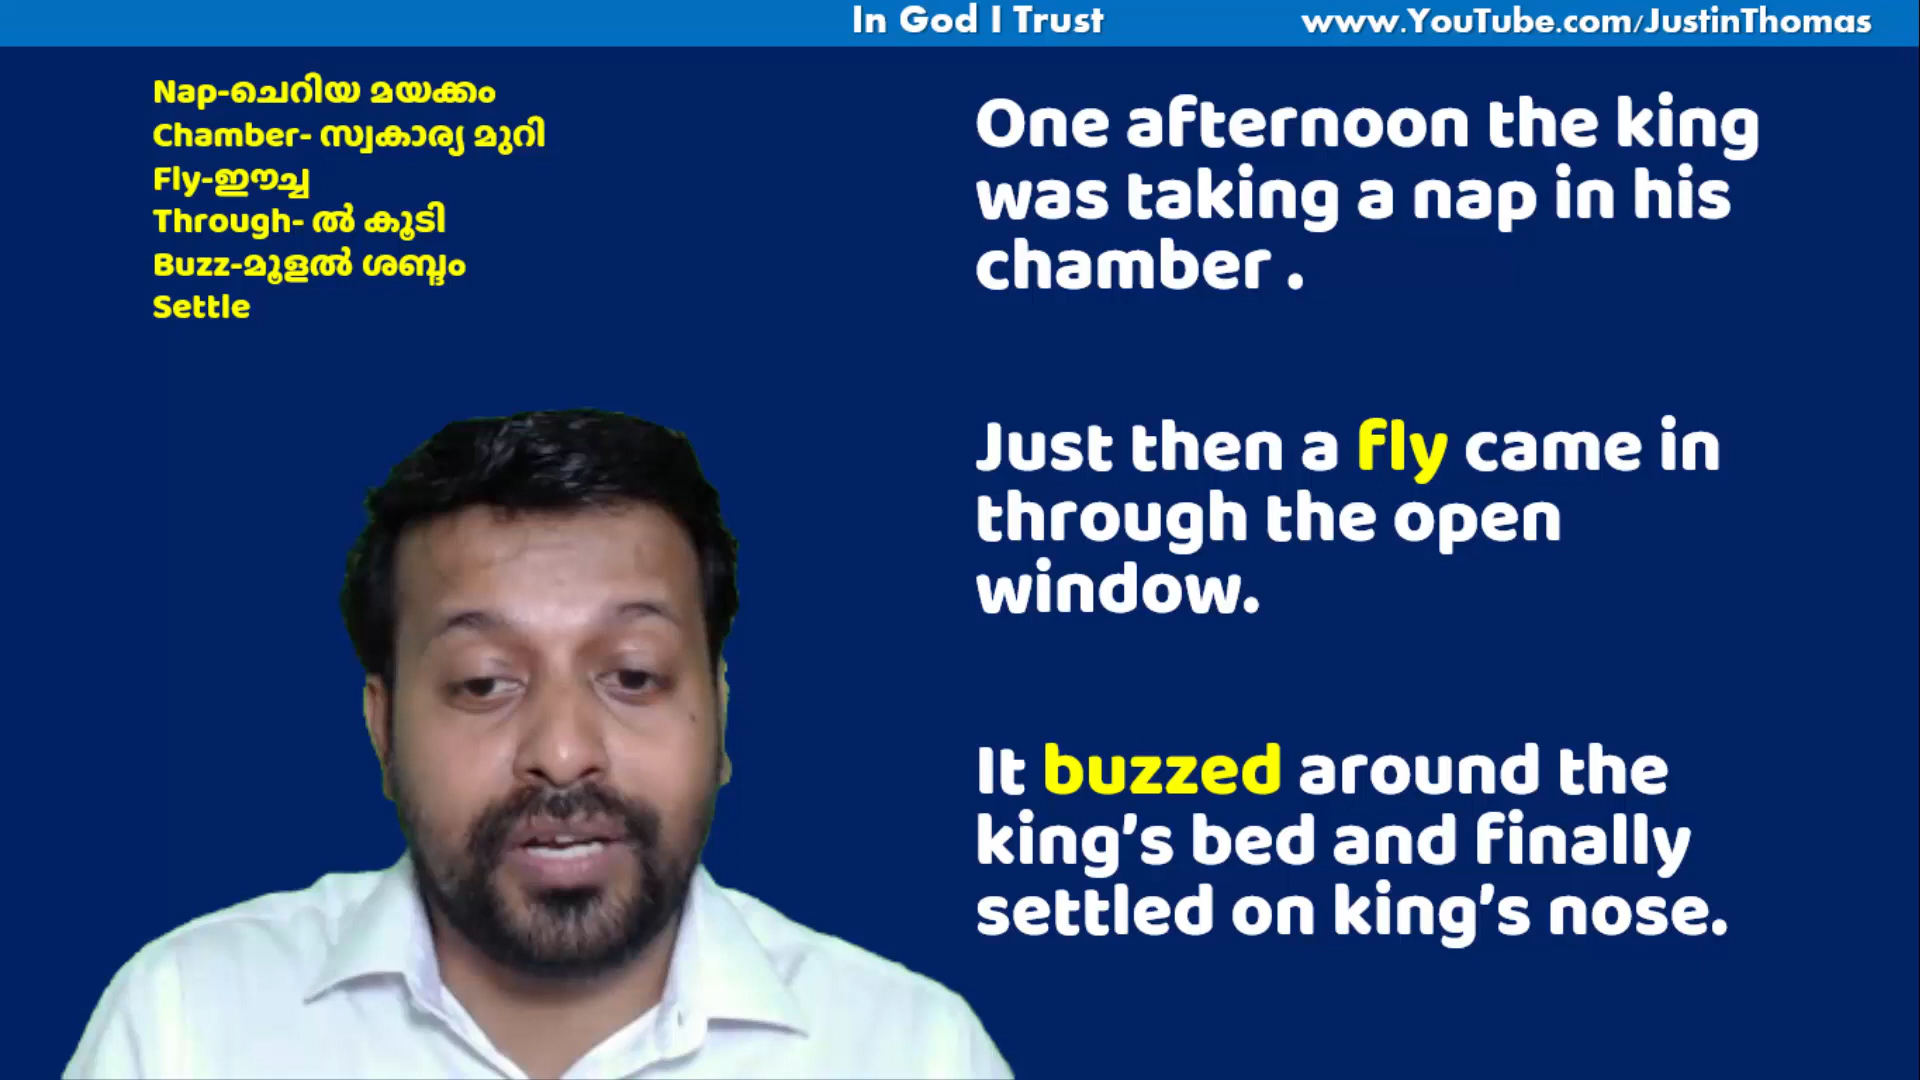 In God I Trust
www.YouTube.com/JustinThomas
Nap-ചെറിയ മയക്കം
Chamber- സ്വകാര്യ മുറി
Fly-ഈച്ച
Through- ൽ കൂടി
Buzz-മൂളൽ ശബ്ദം
Settle
One afternoon the king
was taking a nap in his
chamber .
Just then a fly came in
through the open
window.
It buzzed around the
king’s bed and finally
settled on king’s nose.